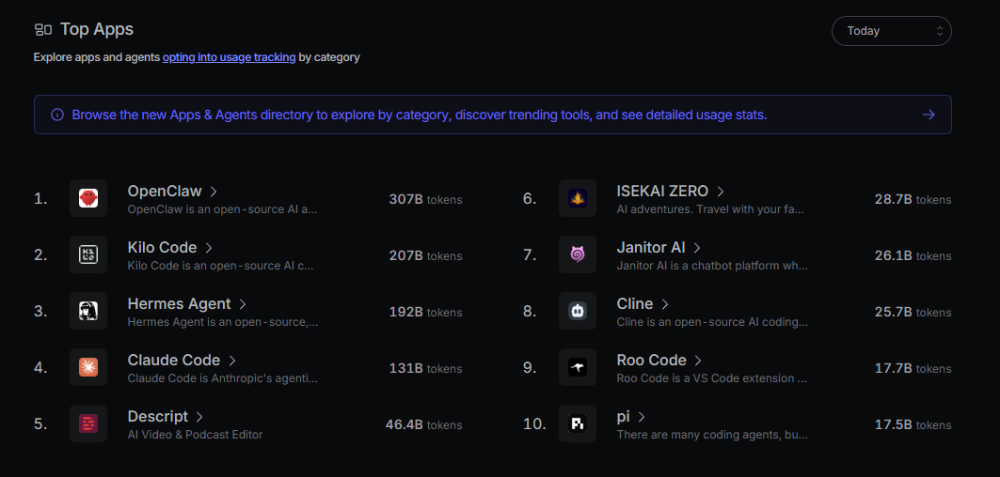 Top Apps
Today
Explore apps and agents opting into usage tracking by category
Browse the new Apps & Agents directory to explore by category, discover trending tools, and see detailed usage stats.
1.
OpenClaw
OpenClaw is an open-source AI a...
307B tokens
2.
Kilo Code
Kilo Code is an open-source AI c...
207B tokens
3.
Hermes Agent
Hermes Agent is an open-source,...
192B tokens
4.
Claude Code
Claude Code is Anthropic's agenti...
131B tokens
5.
Descript
AI Video & Podcast Editor
46.4B tokens
6.
ISEKAI ZERO
AI adventures. Travel with your fa...
28.7B tokens
7.
Janitor AI
Janitor AI is a chatbot platform wh...
26.1B tokens
8.
Cline
Cline is an open-source AI coding...
25.7B tokens
9.
Roo Code
Roo Code is a VS Code extension ...
17.7B tokens
10.
pi
There are many coding agents, bu...
17.5B tokens